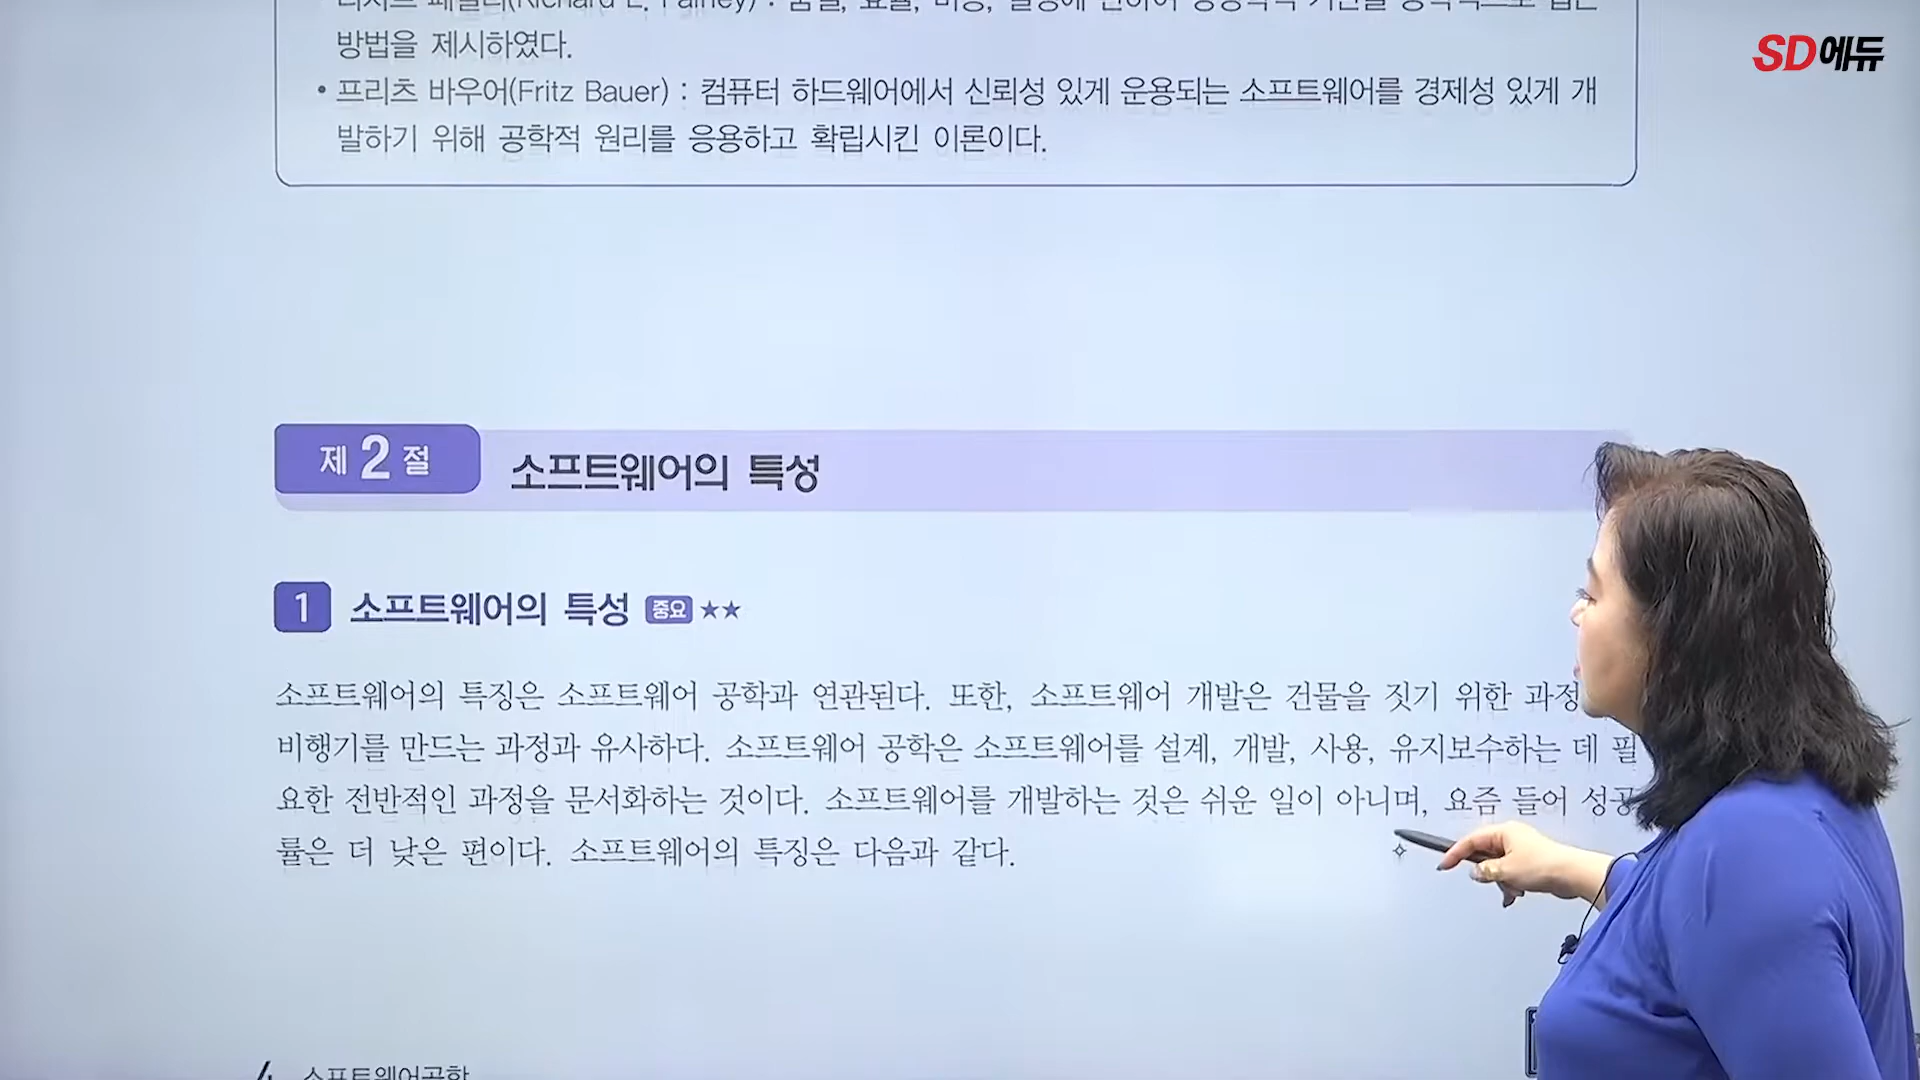 SD에듀
방법을 제시하였다.
• 프리츠 바우어(Fritz Bauer) : 컴퓨터 하드웨어에서 신뢰성 있게 운용되는 소프트웨어를 경제성 있게 개
발하기 위해 공학적 원리를 응용하고 확립시킨 이론이다.
제 2 절 소프트웨어의 특성
1 소프트웨어의 특성 중요 ★★
소프트웨어의 특징은 소프트웨어 공학과 연관된다. 또한, 소프트웨어 개발은 건물을 짓기 위한 과정
비행기를 만드는 과정과 유사하다. 소프트웨어 공학은 소프트웨어를 설계, 개발, 사용, 유지보수하는 데 필
요한 전반적인 과정을 문서화하는 것이다. 소프트웨어를 개발하는 것은 쉬운 일이 아니며, 요즘 들어 성공
률은 더 낮은 편이다. 소프트웨어의 특징은 다음과 같다.
4 소프트웨어공학